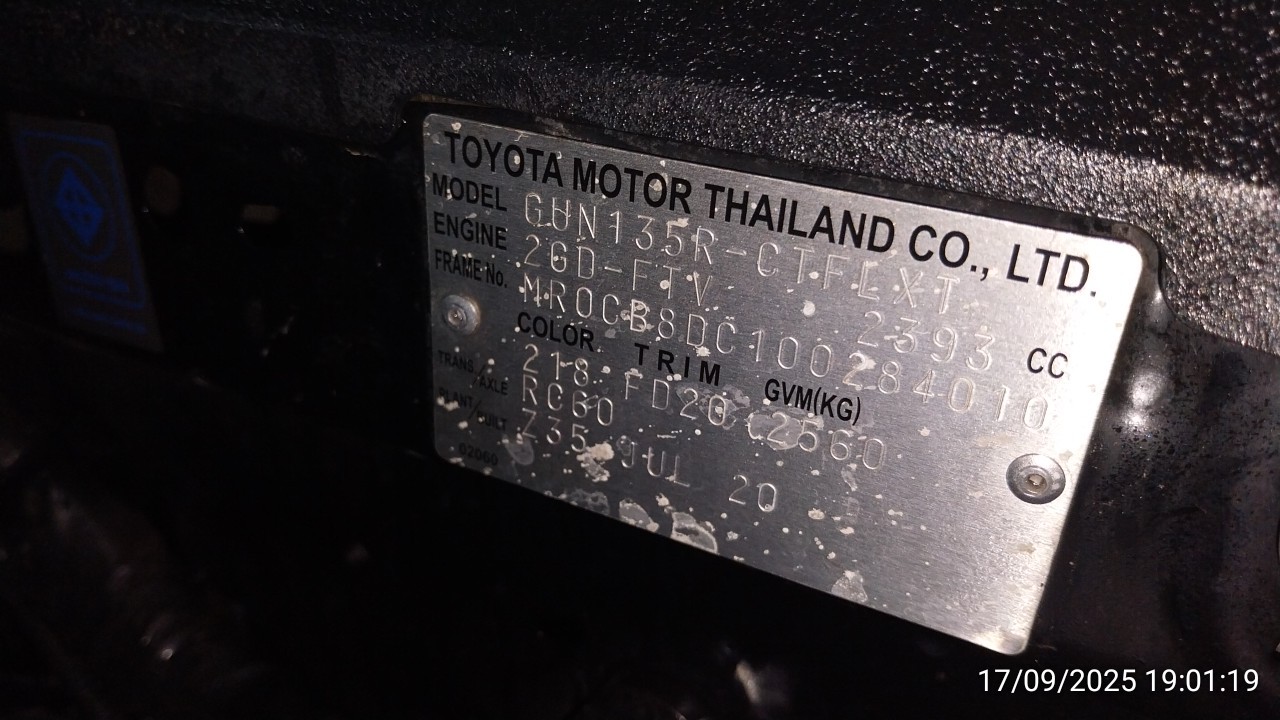 TOYOTA MOTOR THAILAND CO., LTD.
MODEL GUN135R-CTFLXT
ENGINE 2GD-FTV 2393 CC
FRAME No. MR0CB8DC100284010
COLOR TRIM GVM(KG)
218 FD20 2560
TRANS./AXLE RC60
PLANT/BUILT Z35 JUL 20
02060
17/09/2025 19:01:19